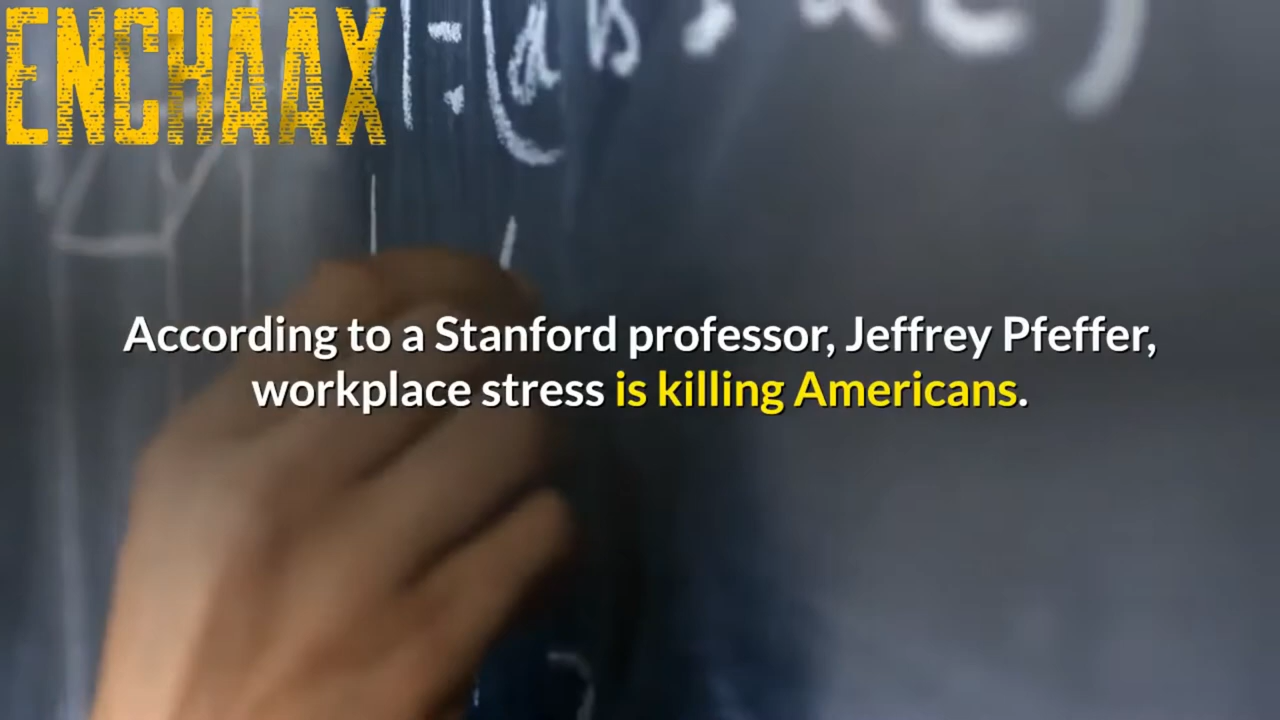 ENCHAAX
According to a Stanford professor, Jeffrey Pfeffer,
workplace stress is killing Americans.